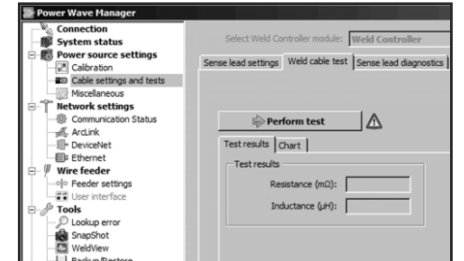 Power Wave Manager
Connection
System status
Power source settings
Calibration
Cable settings and tests
Miscellaneous
Network settings
Communication Status
ArcLink
DeviceNet
Ethernet
Wire feeder
Feeder settings
User interface
Tools
Lookup error
SnapShot
WeldView
Backup/Restore
Select Weld Controller module: Weld Controller
Sense lead settings Weld cable test Sense lead diagnostics
Perform test
Test results Chart
Test results
Resistance (mΩ):
Inductance (µH):